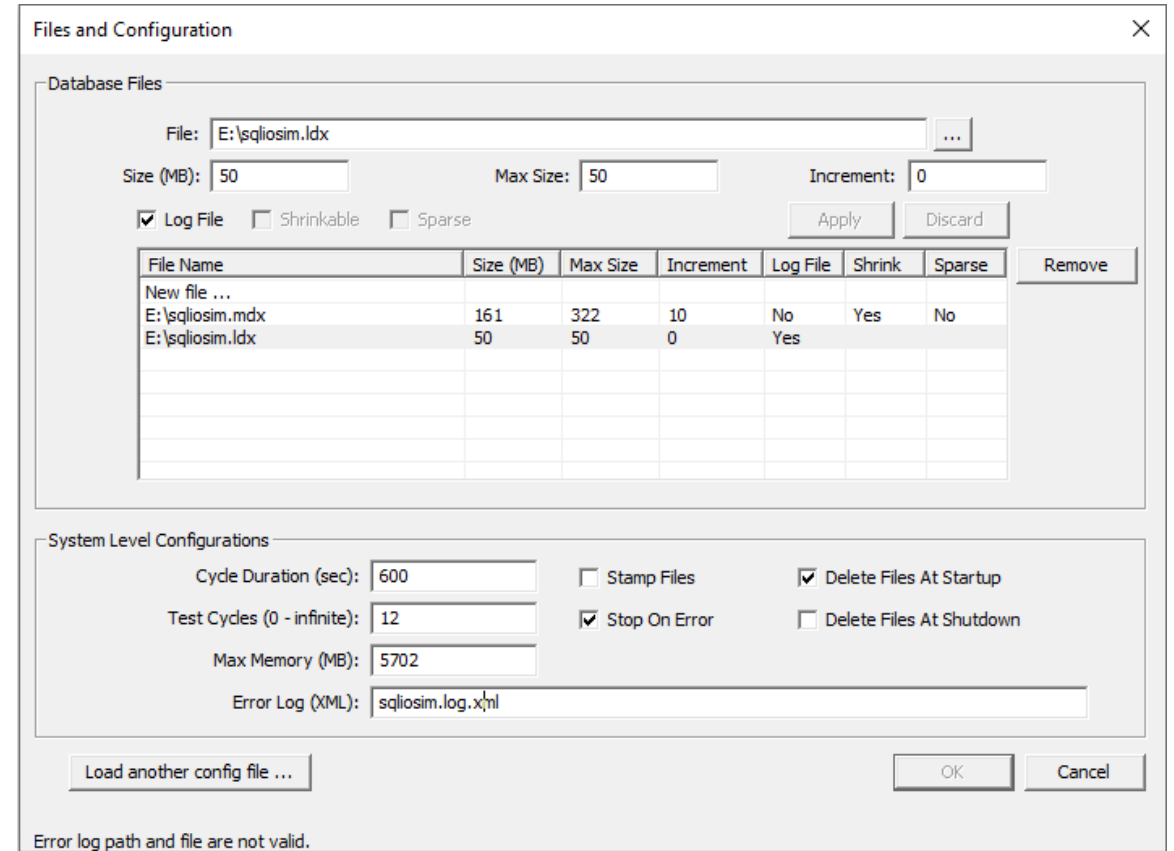 Files and Configuration
Database Files
File: E:\sqliosim.ldx ...
Size (MB): 50 Max Size: 50 Increment: 0
Log File Shrinkable Sparse Apply Discard
File Name Size (MB) Max Size Increment Log File Shrink Sparse Remove
New file ...
E:\sqliosim.mdx 161 322 10 No Yes No
E:\sqliosim.ldx 50 50 0 Yes
System Level Configurations
Cycle Duration (sec): 600 Stamp Files Delete Files At Startup
Test Cycles (0 - infinite): 12 Stop On Error Delete Files At Shutdown
Max Memory (MB): 5702
Error Log (XML): sqliosim.log.xml
Load another config file ... OK Cancel
Error log path and file are not valid.